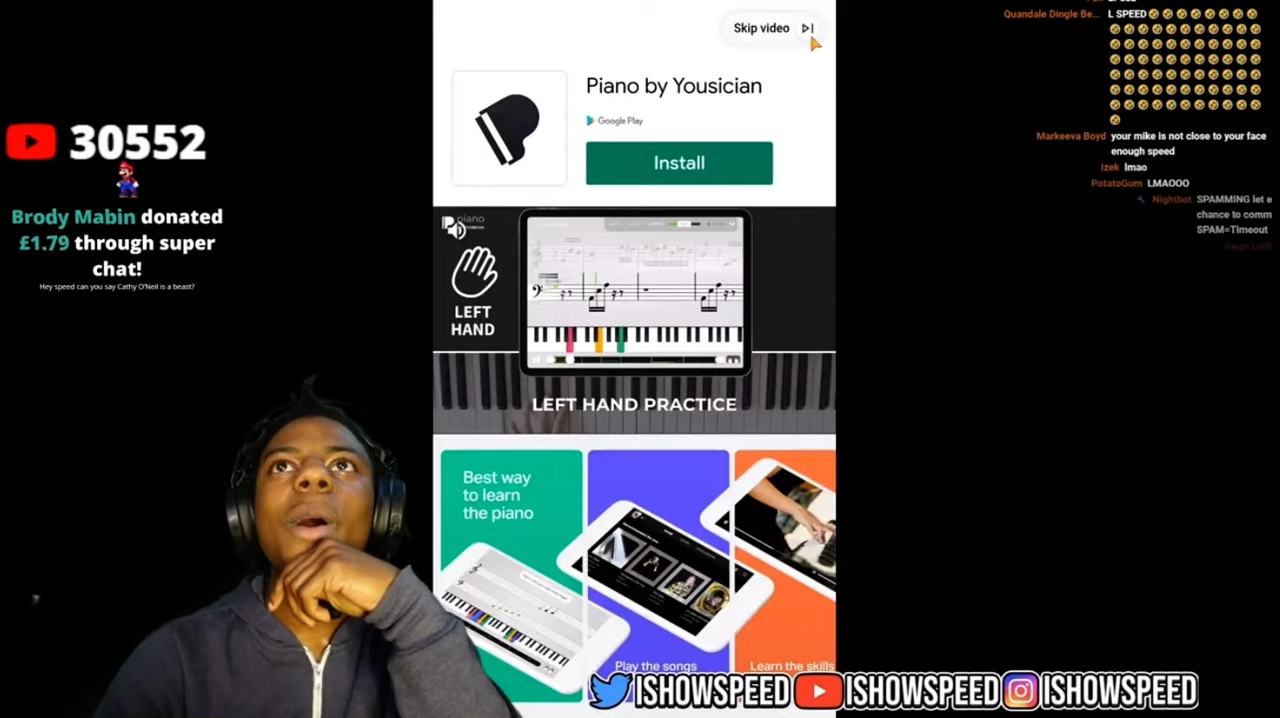 30552
Brody Mabin donated
£1.79 through super
chat!
Hey speed can you say Cathy O'Neil is a beast?
Skip video
Piano by Yousician
Google Play
Install
piano
LEFT
HAND
LEFT HAND PRACTICE
Best way
to learn
the piano
Play the songs
Learn the skills
Quandale Dingle Be... L SPEED🤣🤣🤣🤣🤣🤣🤣🤣
🤣🤣🤣🤣🤣🤣🤣🤣🤣🤣🤣
🤣🤣🤣🤣🤣🤣🤣🤣🤣🤣🤣
🤣🤣🤣🤣🤣🤣🤣🤣🤣🤣🤣
🤣🤣🤣🤣🤣🤣🤣🤣🤣🤣🤣
🤣🤣🤣🤣🤣🤣🤣🤣🤣🤣🤣
🤣🤣🤣🤣🤣🤣🤣🤣🤣🤣🤣
🤣
Markeeva Boyd your mike is not close to your face
enough speed
Izek lmao
PotatoGum LMAOOO
Nightbot SPAMMING let e
chance to comm
SPAM=Timeout
ISHOWSPEED ISHOWSPEED ISHOWSPEED